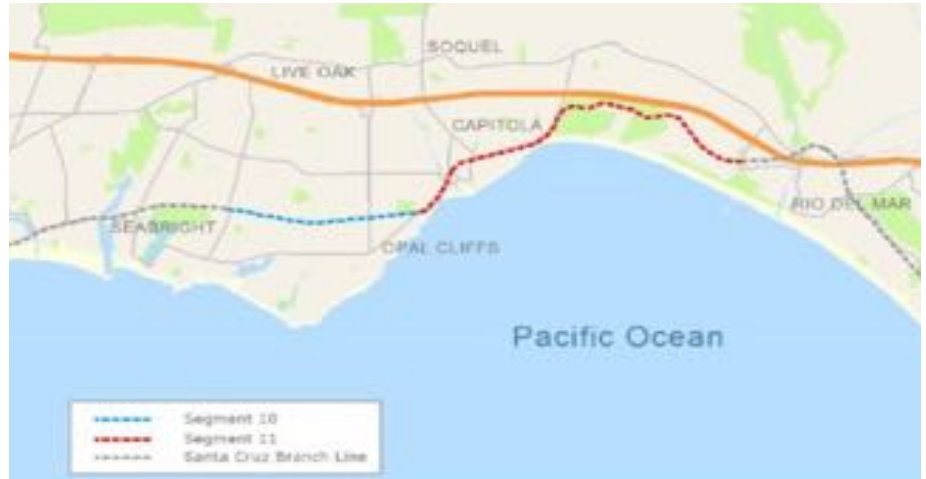 SOQUEL
LIVE OAK
CAPITOLA
RIO DEL MAR
SEABRIGHT
OPAL CLIFFS
Pacific Ocean
Segment 10
Segment 11
Santa Cruz Branch Line